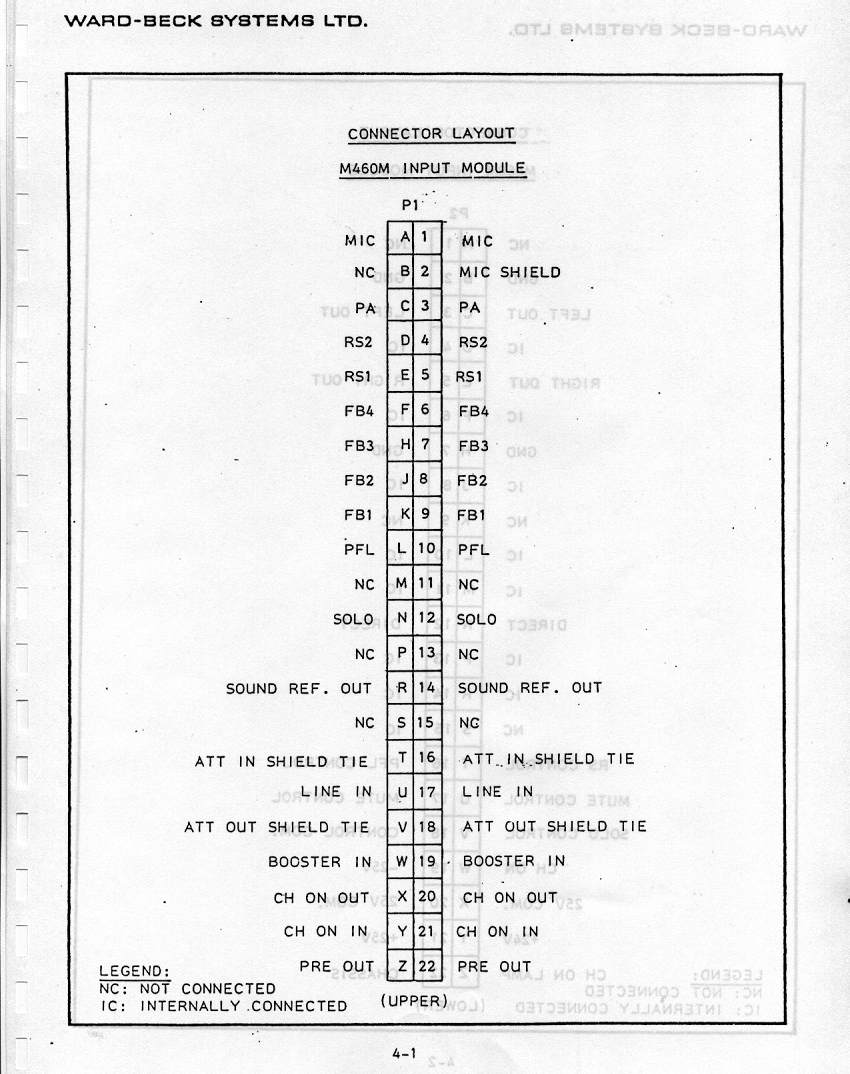 WARD-BECK SYSTEMS LTD.
CONNECTOR LAYOUT
M460M INPUT MODULE
P1
MIC A 1 MIC
NC B 2 MIC SHIELD
PA C 3 PA
RS2 D 4 RS2
RS1 E 5 RS1
FB4 F 6 FB4
FB3 H 7 FB3
FB2 J 8 FB2
FB1 K 9 FB1
PFL L 10 PFL
NC M 11 NC
SOLO N 12 SOLO
NC P 13 NC
SOUND REF. OUT R 14 SOUND REF. OUT
NC S 15 NC
ATT IN SHIELD TIE T 16 ATT IN SHIELD TIE
LINE IN U 17 LINE IN
ATT OUT SHIELD TIE V 18 ATT OUT SHIELD TIE
BOOSTER IN W 19 BOOSTER IN
CH ON OUT X 20 CH ON OUT
CH ON IN Y 21 CH ON IN
PRE OUT Z 22 PRE OUT
(UPPER)
LEGEND:
NC: NOT CONNECTED
IC: INTERNALLY CONNECTED
4-1